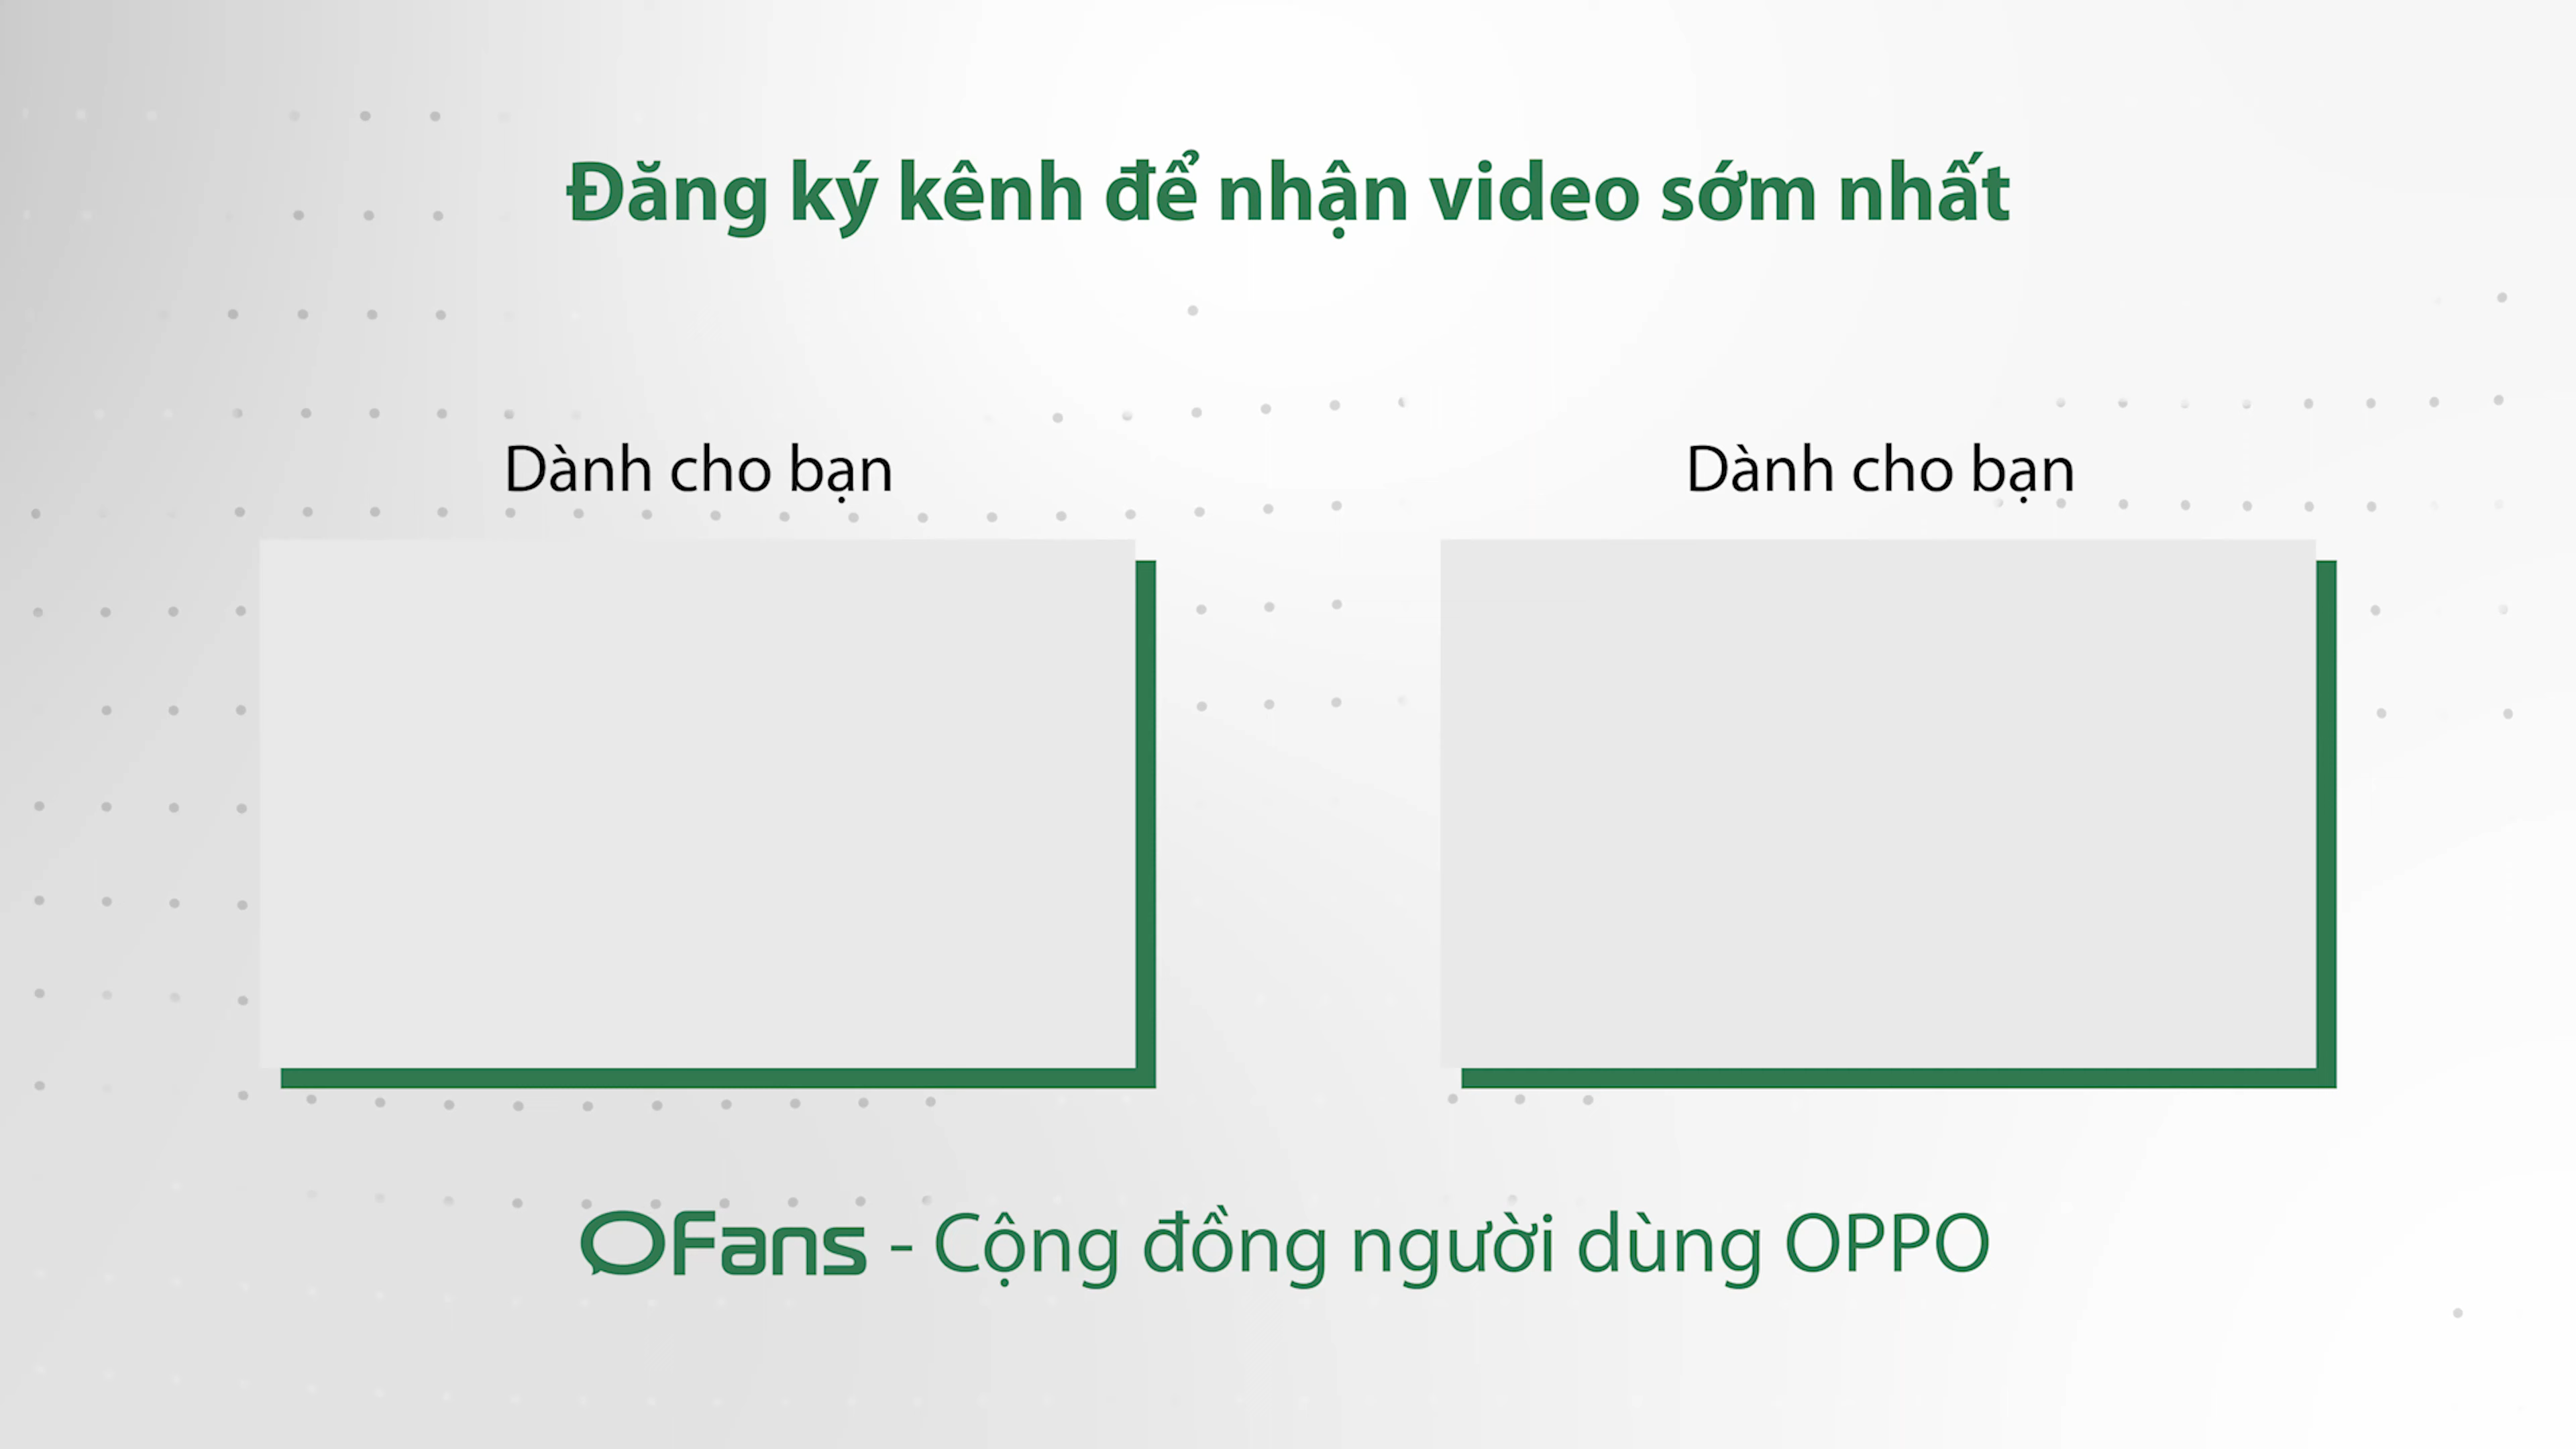 Đăng ký kênh để nhận video sớm nhất
Dành cho bạn
Dành cho bạn
OFans - Cộng đồng người dùng OPPO